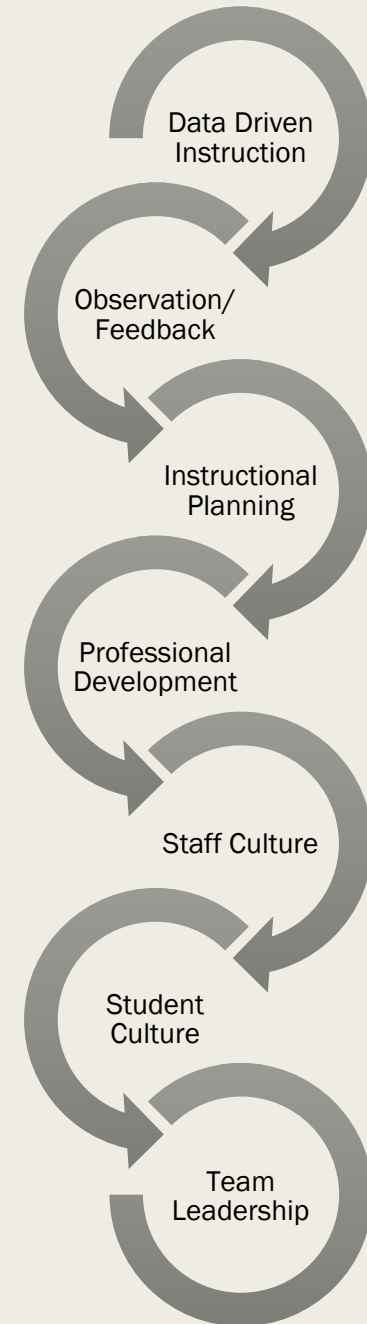 Data Driven
Instruction
Observation/
Feedback
Instructional
Planning
Professional
Development
Staff Culture
Student
Culture
Team
Leadership